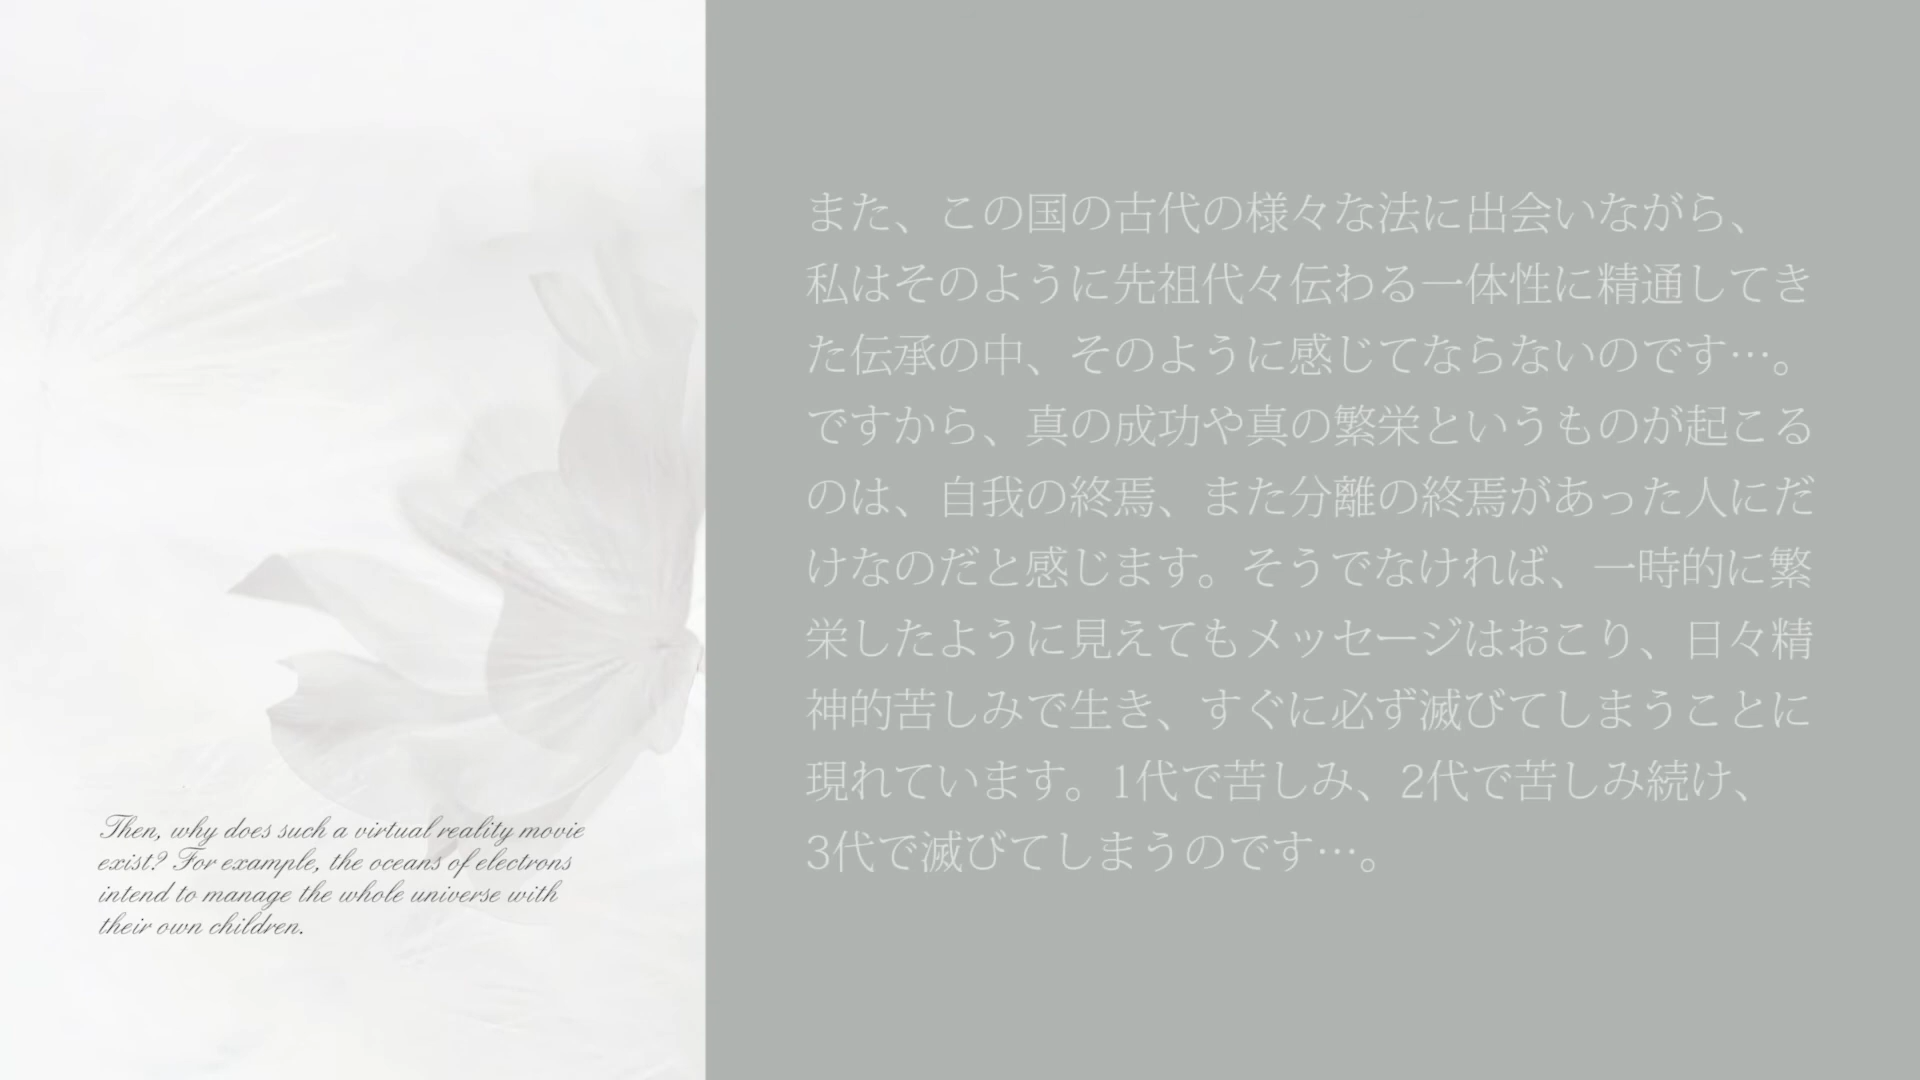 Then, why does such a virtual reality movie
exist? For example, the oceans of electrons
intend to manage the whole universe with
their own children.
また、この国の古代の様々な法に出会いながら、
私はそのように先祖代々伝わる一体性に精通してき
た伝承の中、そのように感じてならないのです…。
ですから、真の成功や真の繁栄というものが起こる
のは、自我の終焉、また分離の終焉があった人にだ
けなのだと感じます。そうでなければ、一時的に繁
栄したように見えてもメッセージはおこり、日々精
神的苦しみで生き、すぐに必ず滅びてしまうことに
現れています。1代で苦しみ、2代で苦しみ続け、
3代で滅びてしまうのです…。